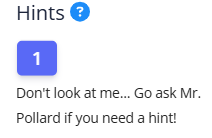 Hints ?
1
Don't look at me... Go ask Mr.
Pollard if you need a hint!